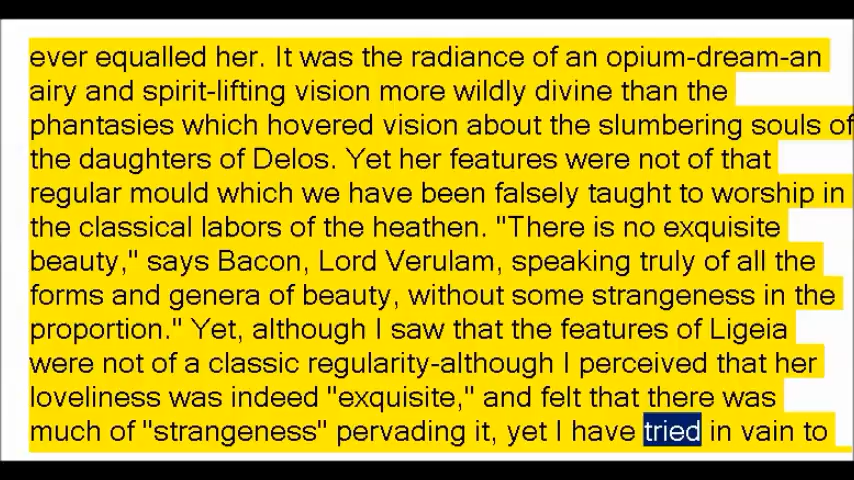 ever equalled her. It was the radiance of an opium-dream-an
airy and spirit-lifting vision more wildly divine than the
phantasies which hovered vision about the slumbering souls of
the daughters of Delos. Yet her features were not of that
regular mould which we have been falsely taught to worship in
the classical labors of the heathen. "There is no exquisite
beauty," says Bacon, Lord Verulam, speaking truly of all the
forms and genera of beauty, without some strangeness in the
proportion." Yet, although I saw that the features of Ligeia
were not of a classic regularity-although I perceived that her
loveliness was indeed "exquisite," and felt that there was
much of "strangeness" pervading it, yet I have tried in vain to